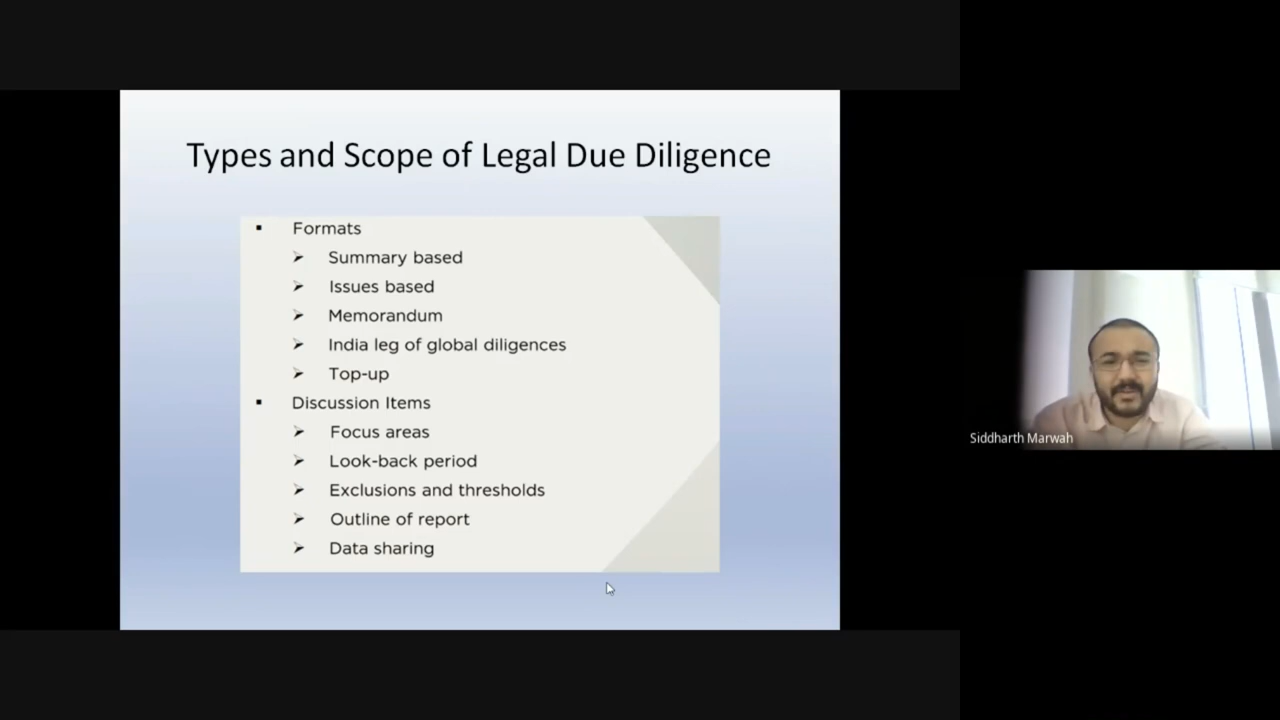 Types and Scope of Legal Due Diligence
▪ Formats
➢ Summary based
➢ Issues based
➢ Memorandum
➢ India leg of global diligences
➢ Top-up
▪ Discussion Items
➢ Focus areas
➢ Look-back period
➢ Exclusions and thresholds
➢ Outline of report
➢ Data sharing
Siddharth Marwah